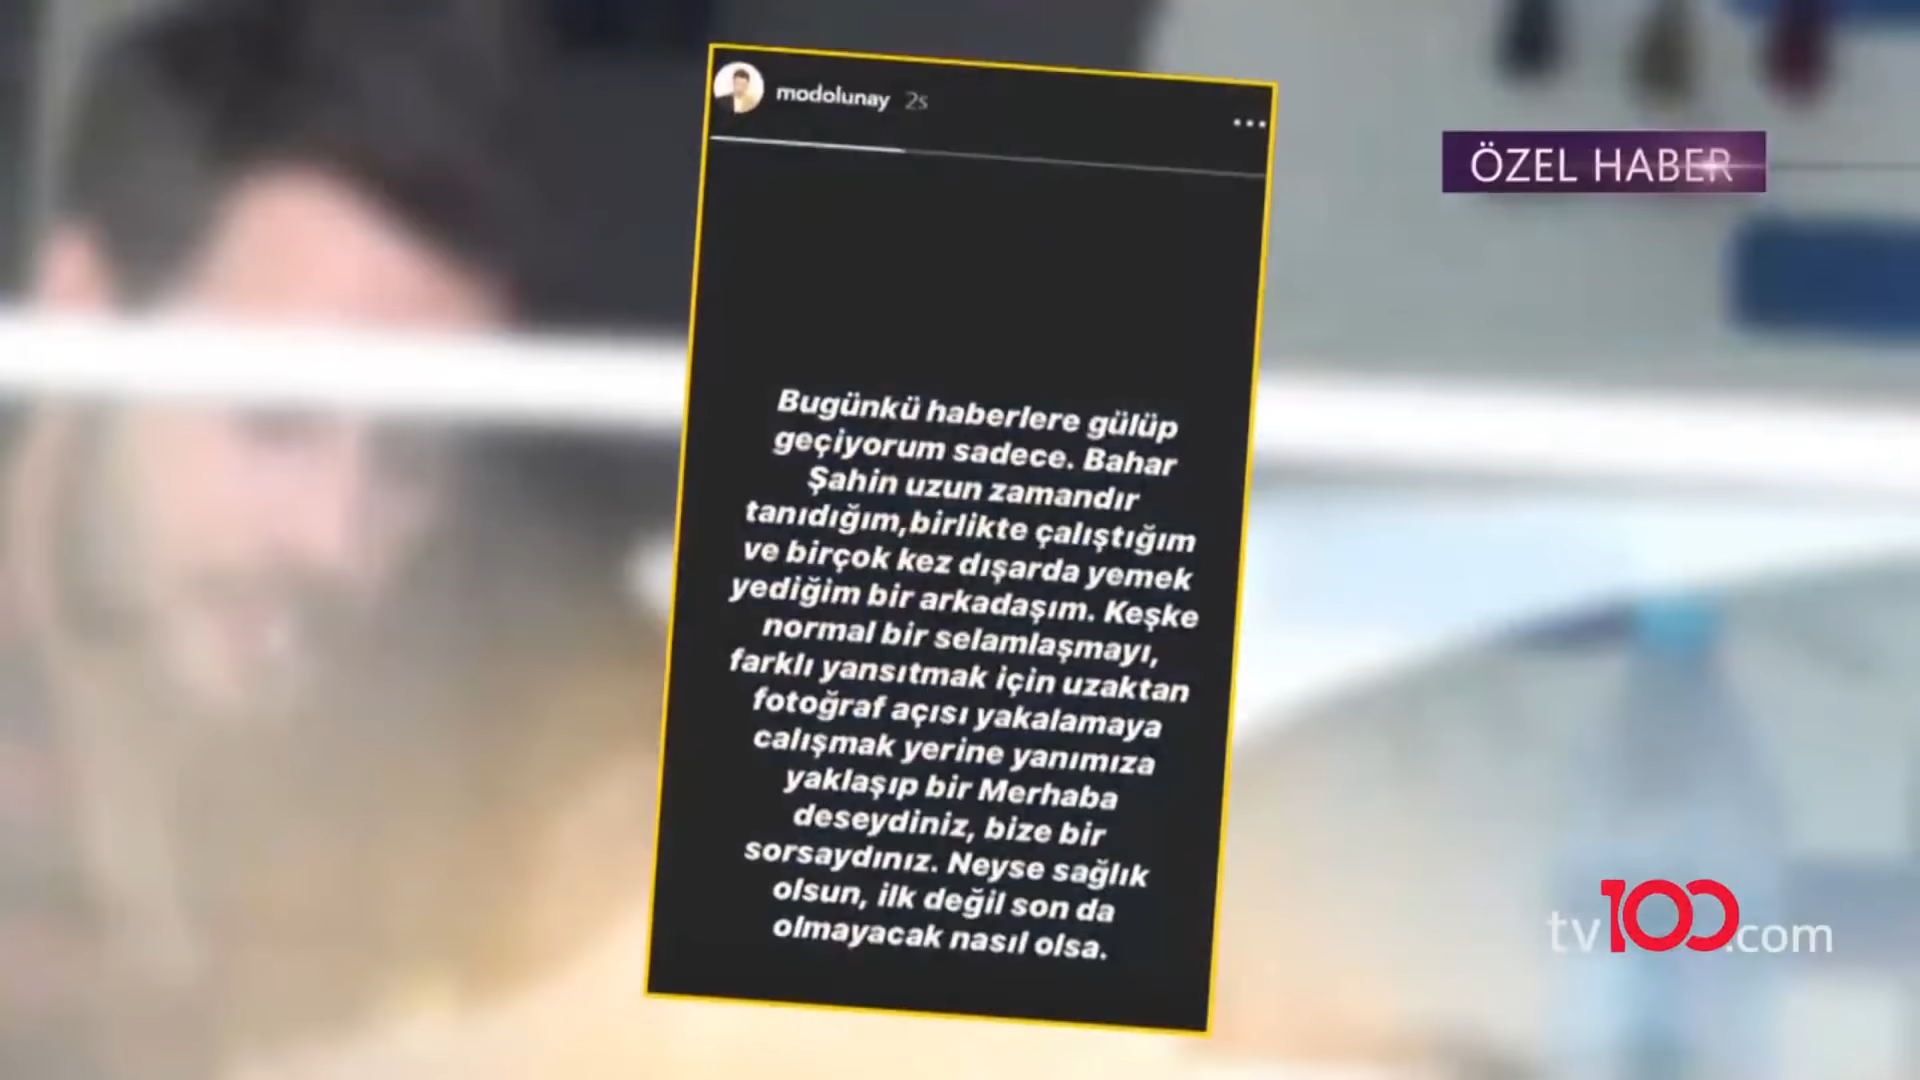 modolunay 2s
ÖZEL HABER
Bugünkü haberlere gülüp
geçiyorum sadece. Bahar
Şahin uzun zamandır
tanıdığım,birlikte çalıştığım
ve birçok kez dışarda yemek
yediğim bir arkadaşım. Keşke
normal bir selamlaşmayı,
farklı yansıtmak için uzaktan
fotoğraf açısı yakalamaya
calışmak yerine yanımıza
yaklaşıp bir Merhaba
deseydiniz, bize bir
sorsaydınız. Neyse sağlık
olsun, ilk değil son da
olmayacak nasıl olsa.
tv100.com